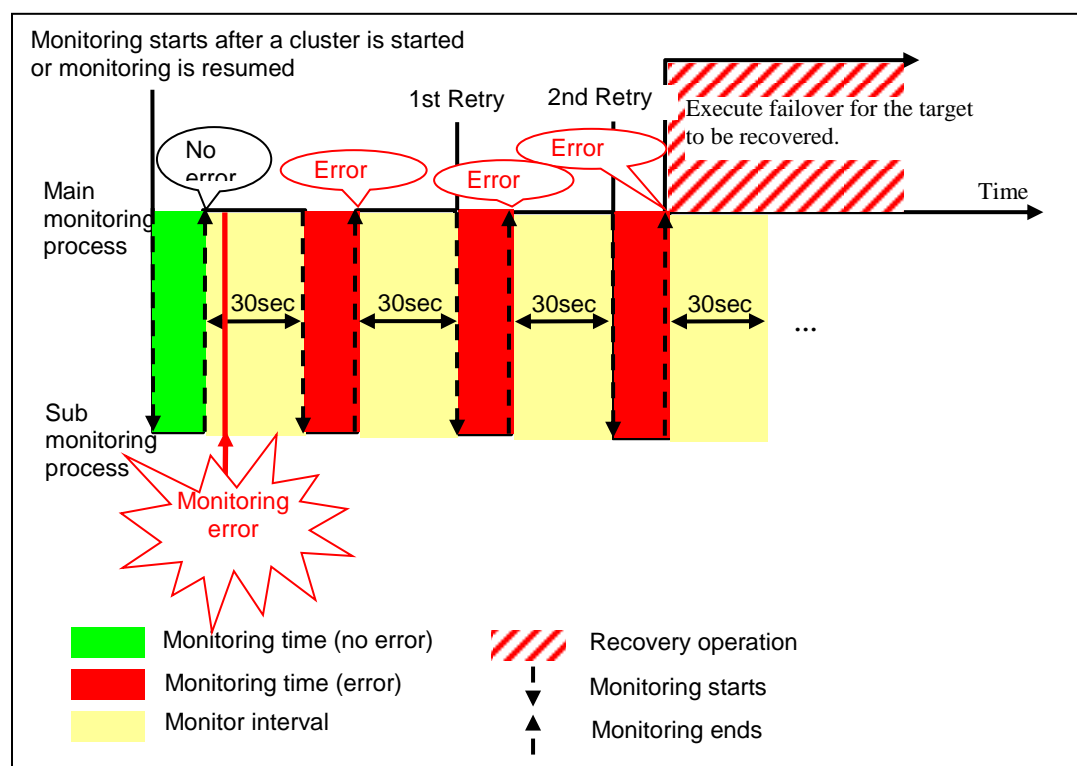 Monitoring starts after a cluster is started
or monitoring is resumed
1st Retry
2nd Retry
Execute failover for the target
to be recovered.
No
error
Error
Error
Error
Time
Main
monitoring
process
30sec
30sec
30sec
30sec
...
Sub
monitoring
process
Monitoring
error
Monitoring time (no error)
Monitoring time (error)
Monitor interval
Recovery operation
Monitoring starts
Monitoring ends